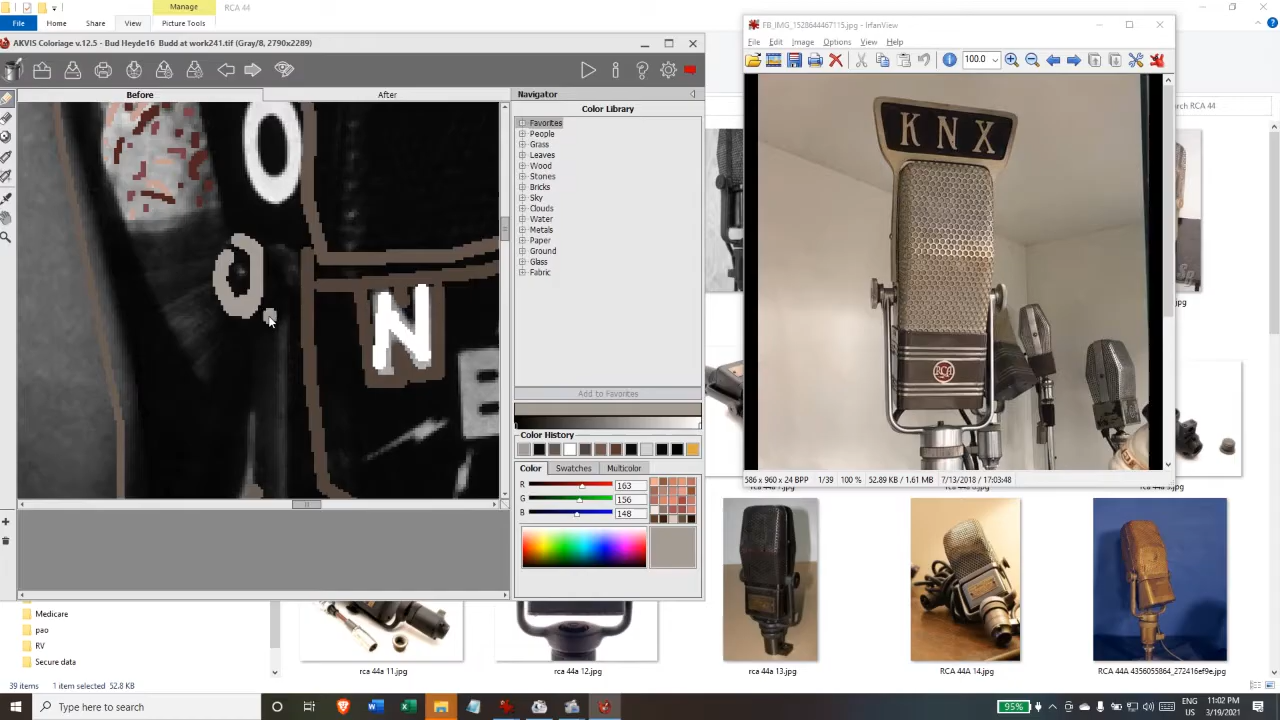 Manage
RCA 44
File
Home
Share
View
Picture Tools
AKVIS Coloriage v.12.5 - Bud Heyde16 Budd at work241.tif (Gray/8, 2790x2289)
Before
After
O
N
Navigator
Color Library
Favorites
People
Grass
Leaves
Wood
Stones
Bricks
Sky
Clouds
Water
Metals
Paper
Ground
Glass
Fabric
Add to Favorites
Color History
Color
Swatches
Multicolor
R
163
G
156
B
148
FB_IMG_1528644467115.jpg - IrfanView
File
Edit
Image
Options
View
Help
100.0
KNX
RCA
586 x 960 x 24 BPP
1/39
100 %
52.89 KB / 1.61 MB
7/13/2018 / 17:03:48
rch RCA 44
Medicare
pao
RV
Secure data
rca 44a 11.jpg
rca 44a 12.jpg
rca 44a 13.jpg
RCA 44A 14.jpg
RCA 44A 4356055864_272416ef9e.jpg
39 items
1 item selected
52.8 KB
Type here to search
95%
ENG
US
11:02 PM
3/19/2021